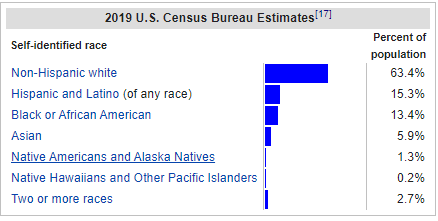 2019 U.S. Census Bureau Estimates[17]
Self-identified race Percent of population
Non-Hispanic white 63.4%
Hispanic and Latino (of any race) 15.3%
Black or African American 13.4%
Asian 5.9%
Native Americans and Alaska Natives 1.3%
Native Hawaiians and Other Pacific Islanders 0.2%
Two or more races 2.7%